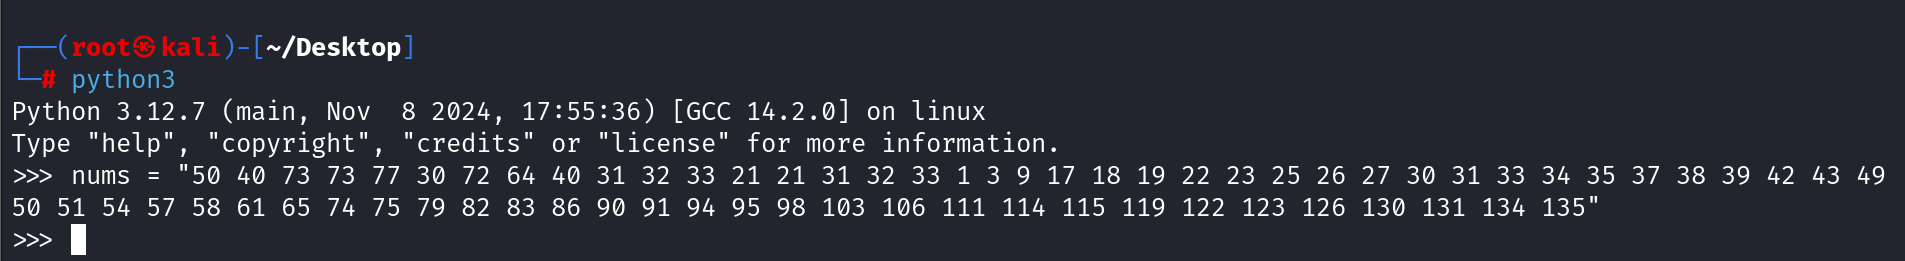 ┌──(root㉿kali)-[~/Desktop]
└─# python3
Python 3.12.7 (main, Nov  8 2024, 17:55:36) [GCC 14.2.0] on linux
Type "help", "copyright", "credits" or "license" for more information.
>>> nums = "50 40 73 73 77 30 72 64 40 31 32 33 21 21 31 32 33 1 3 9 17 18 19 22 23 25 26 27 30 31 33 34 35 37 38 39 42 43 49
50 51 54 57 58 61 65 74 75 79 82 83 86 90 91 94 95 98 103 106 111 114 115 119 122 123 126 130 131 134 135"
>>>